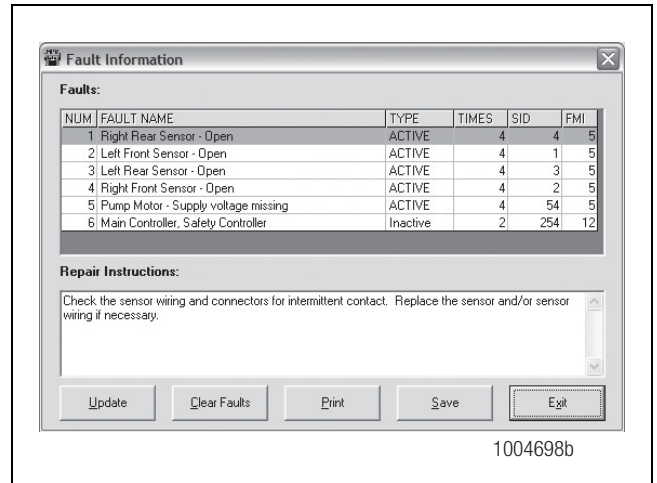 Fault Information
Faults:
NUM FAULT NAME TYPE TIMES SID FMI
1 Right Rear Sensor - Open ACTIVE 4 4 5
2 Left Front Sensor - Open ACTIVE 4 1 5
3 Left Rear Sensor - Open ACTIVE 4 3 5
4 Right Front Sensor - Open ACTIVE 4 2 5
5 Pump Motor - Supply voltage missing ACTIVE 4 54 5
6 Main Controller, Safety Controller Inactive 2 254 12
Repair Instructions:
Check the sensor wiring and connectors for intermittent contact. Replace the sensor and/or sensor
wiring if necessary.
Update Clear Faults Print Save Exit
1004698b